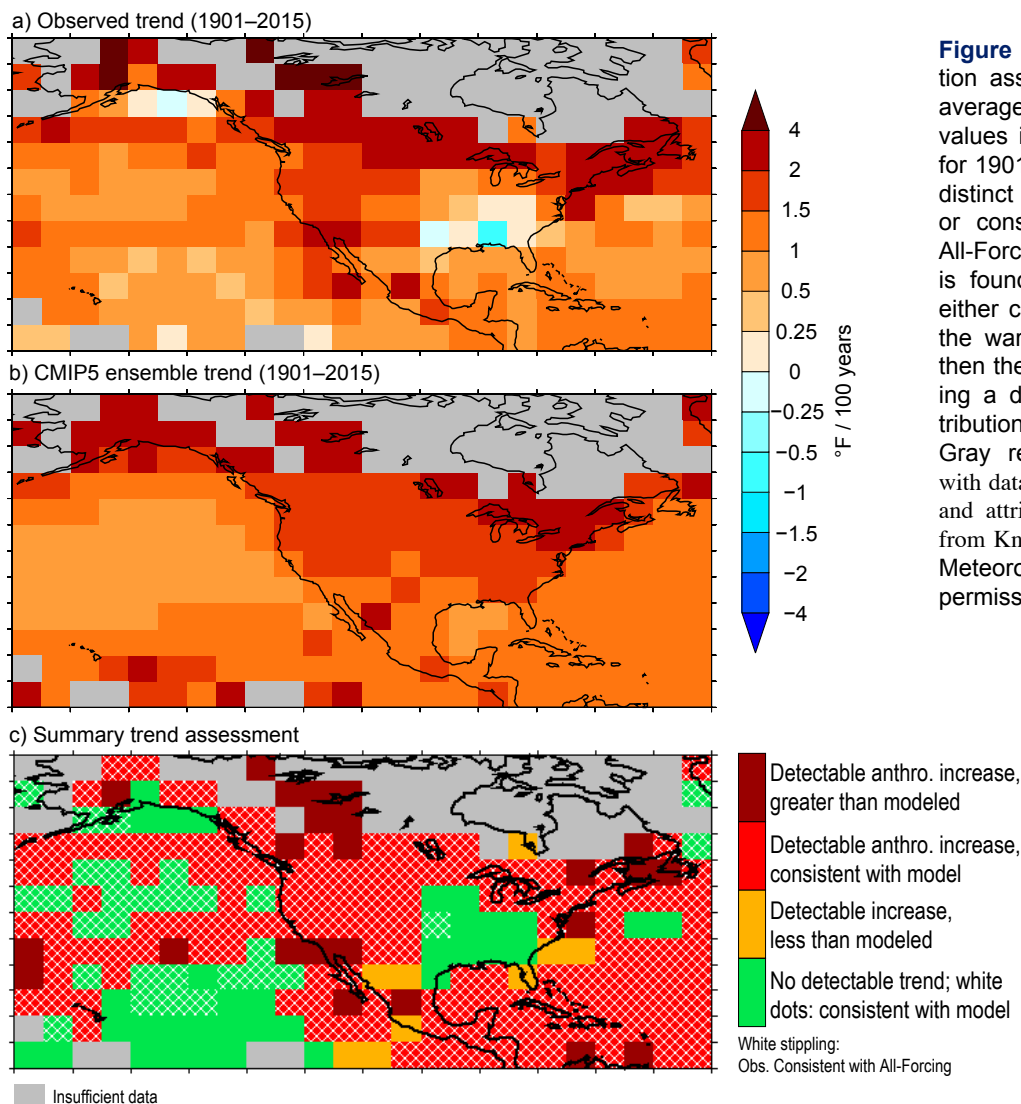 a) Observed trend (1901–2015)
4
2
1.5
1
0.5
0.25
0
−0.25
−0.5
−1
−1.5
−2
−4
°F / 100 years
b) CMIP5 ensemble trend (1901–2015)
c) Summary trend assessment
Detectable anthro. increase,
greater than modeled
Detectable anthro. increase,
consistent with model
Detectable increase,
less than modeled
No detectable trend; white
dots: consistent with model
White stippling:
Obs. Consistent with All-Forcing
Insufficient data
Figure
tion ass
average
values i
for 1901
distinct
or cons
All-Forc
is found
either c
the war
then the
ing a d
tribution
Gray re
with data
and attri
from Kn
Meteoro
permiss